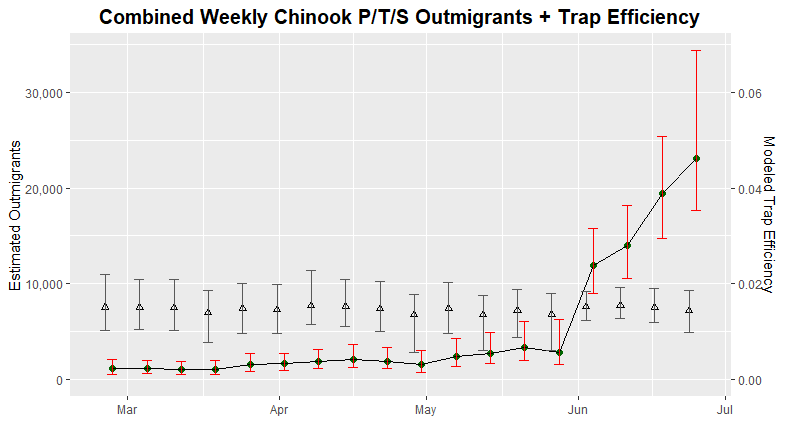 Combined Weekly Chinook P/T/S Outmigrants + Trap Efficiency
Estimated Outmigrants
30,000
20,000
10,000
0
0.06
0.04
0.02
0.00
Modeled Trap Efficiency
Mar
Apr
May
Jun
Jul